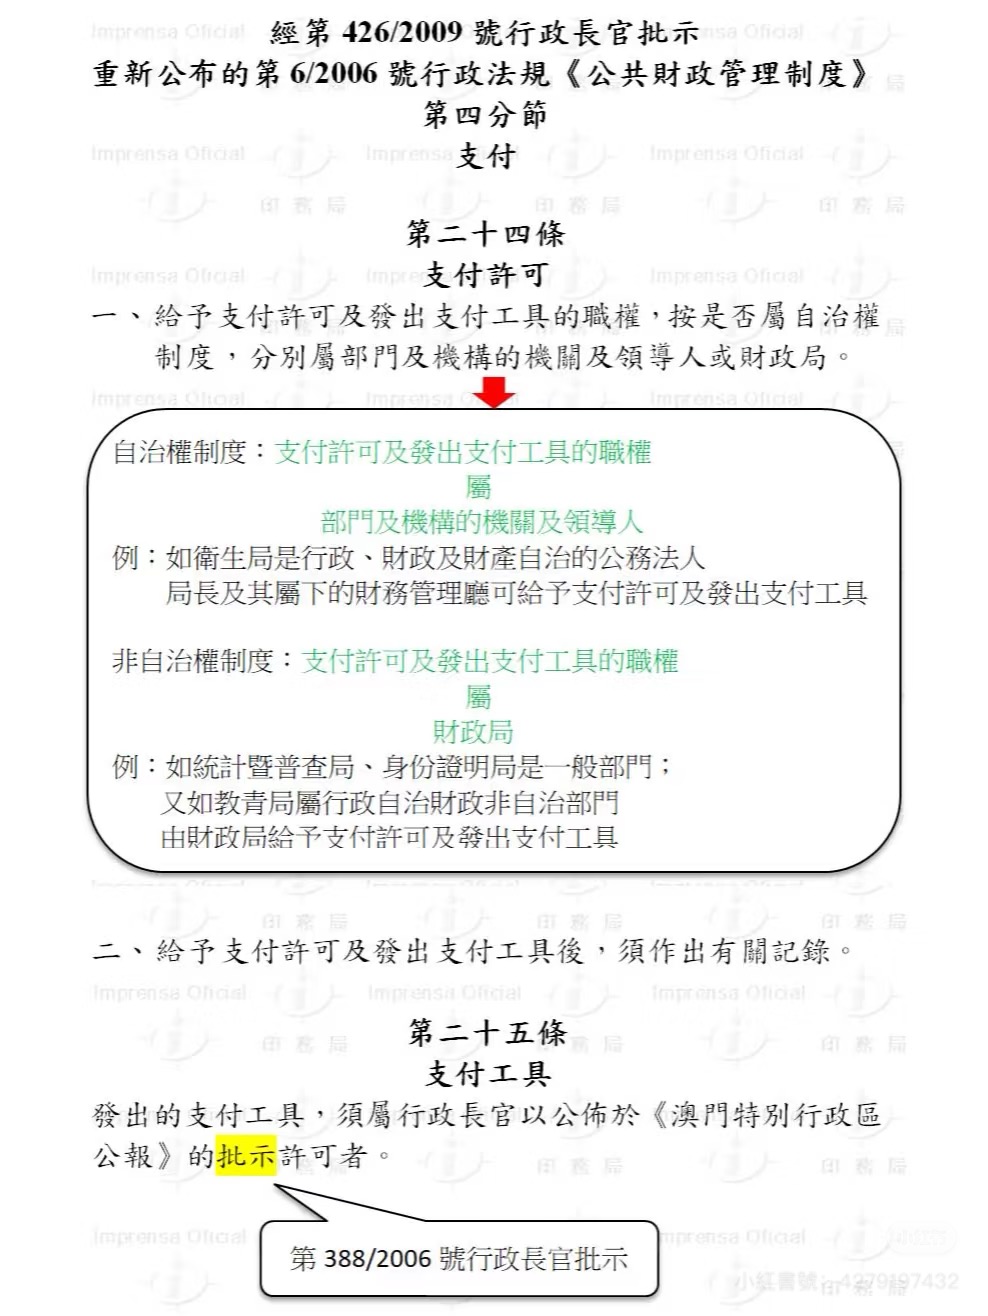 經第 426/2009 號行政長官批示
重新公布的第 6/2006 號行政法規《公共財政管理制度》
第四分節
支付
第二十四條
支付許可
一、給予支付許可及發出支付工具的職權，按是否屬自治權
制度，分別屬部門及機構的機關及領導人或財政局。
自治權制度：支付許可及發出支付工具的職權
屬
部門及機構的機關及領導人
例：如衛生局是行政、財政及財產自治的公務法人
局長及其屬下的財務管理廳可給予支付許可及發出支付工具
非自治權制度：支付許可及發出支付工具的職權
屬
財政局
例：如統計暨普查局、身份證明局是一般部門；
又如教青局屬行政自治財政非自治部門
由財政局給予支付許可及發出支付工具
二、給予支付許可及發出支付工具後，須作出有關記錄。
第二十五條
支付工具
發出的支付工具，須屬行政長官以公佈於《澳門特別行政區
公報》的批示許可者。
第 388/2006 號行政長官批示
小紅書號：4279197432
Imprensa Oficial
印務局